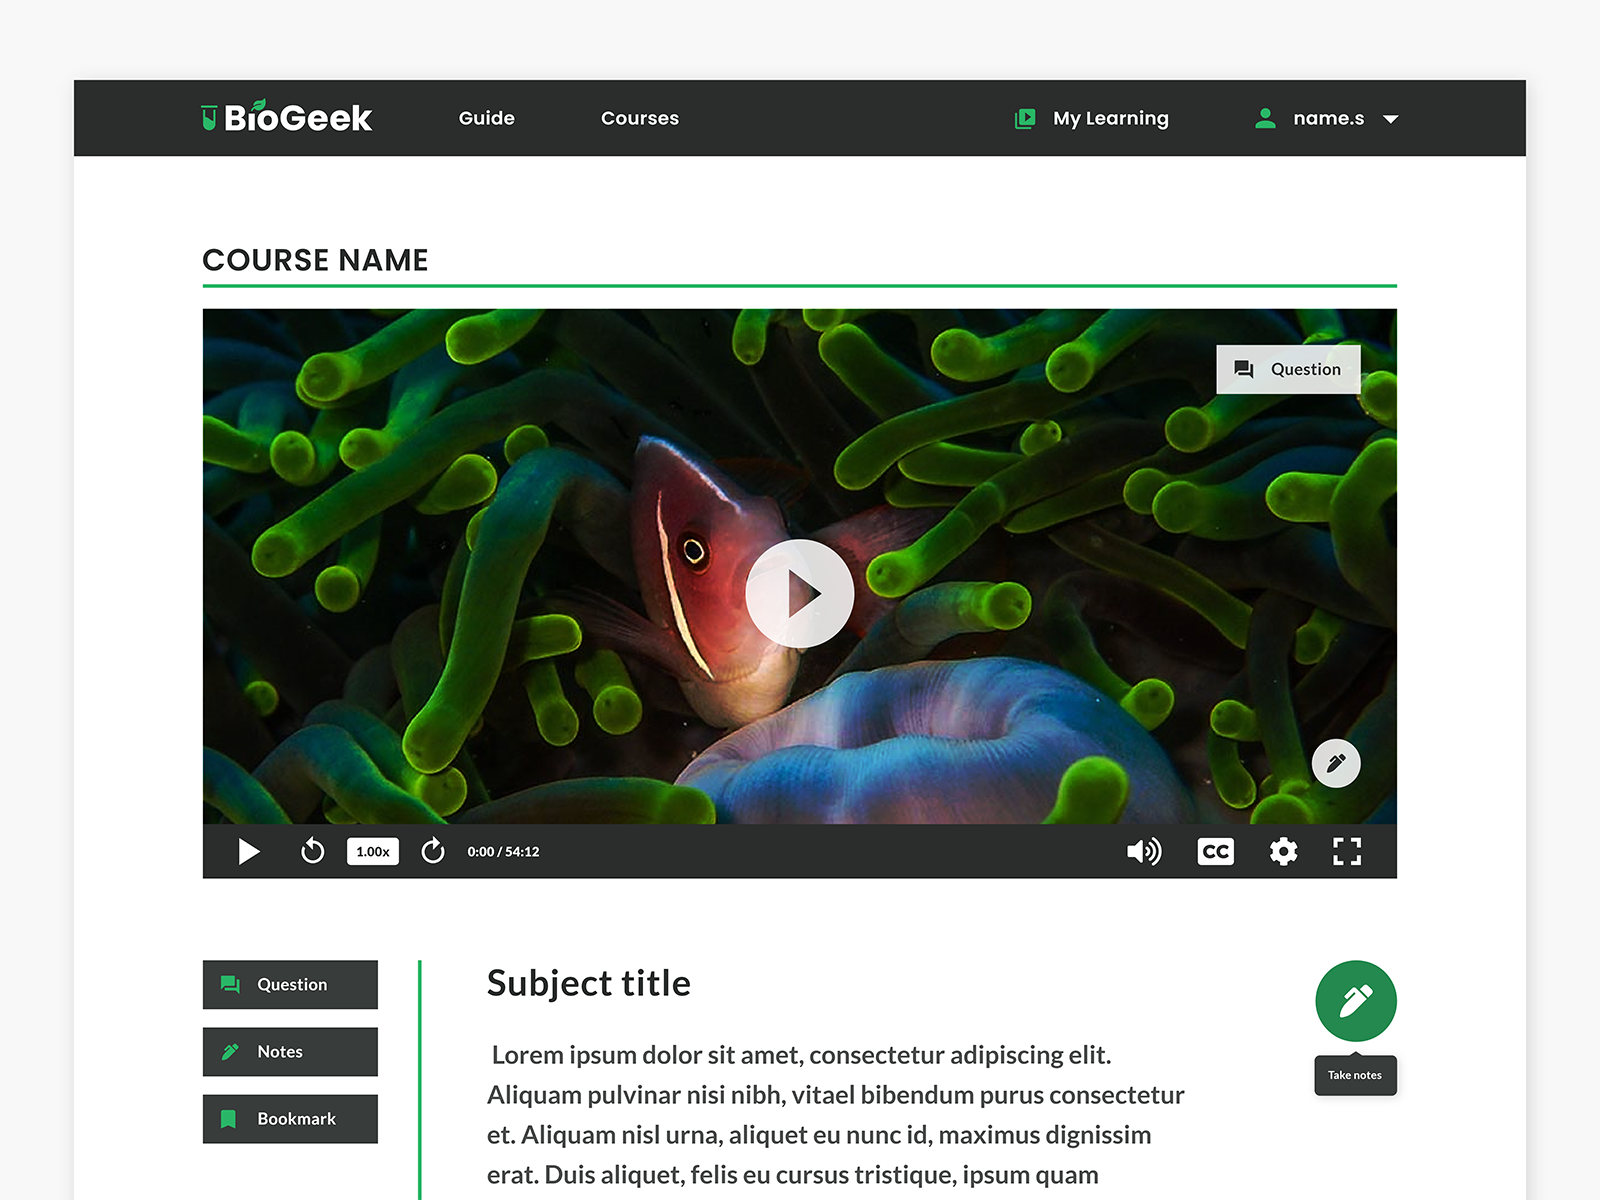 BioGeek
Guide
Courses
My Learning
name.s
COURSE NAME
Question
1.00x
0:00 / 54:12
CC
Question
Notes
Bookmark
Subject title
Lorem ipsum dolor sit amet, consectetur adipiscing elit.
Aliquam pulvinar nisi nibh, vitael bibendum purus consectetur
et. Aliquam nisl urna, aliquet eu nunc id, maximus dignissim
erat. Duis aliquet, felis eu cursus tristique, ipsum quam
Take notes